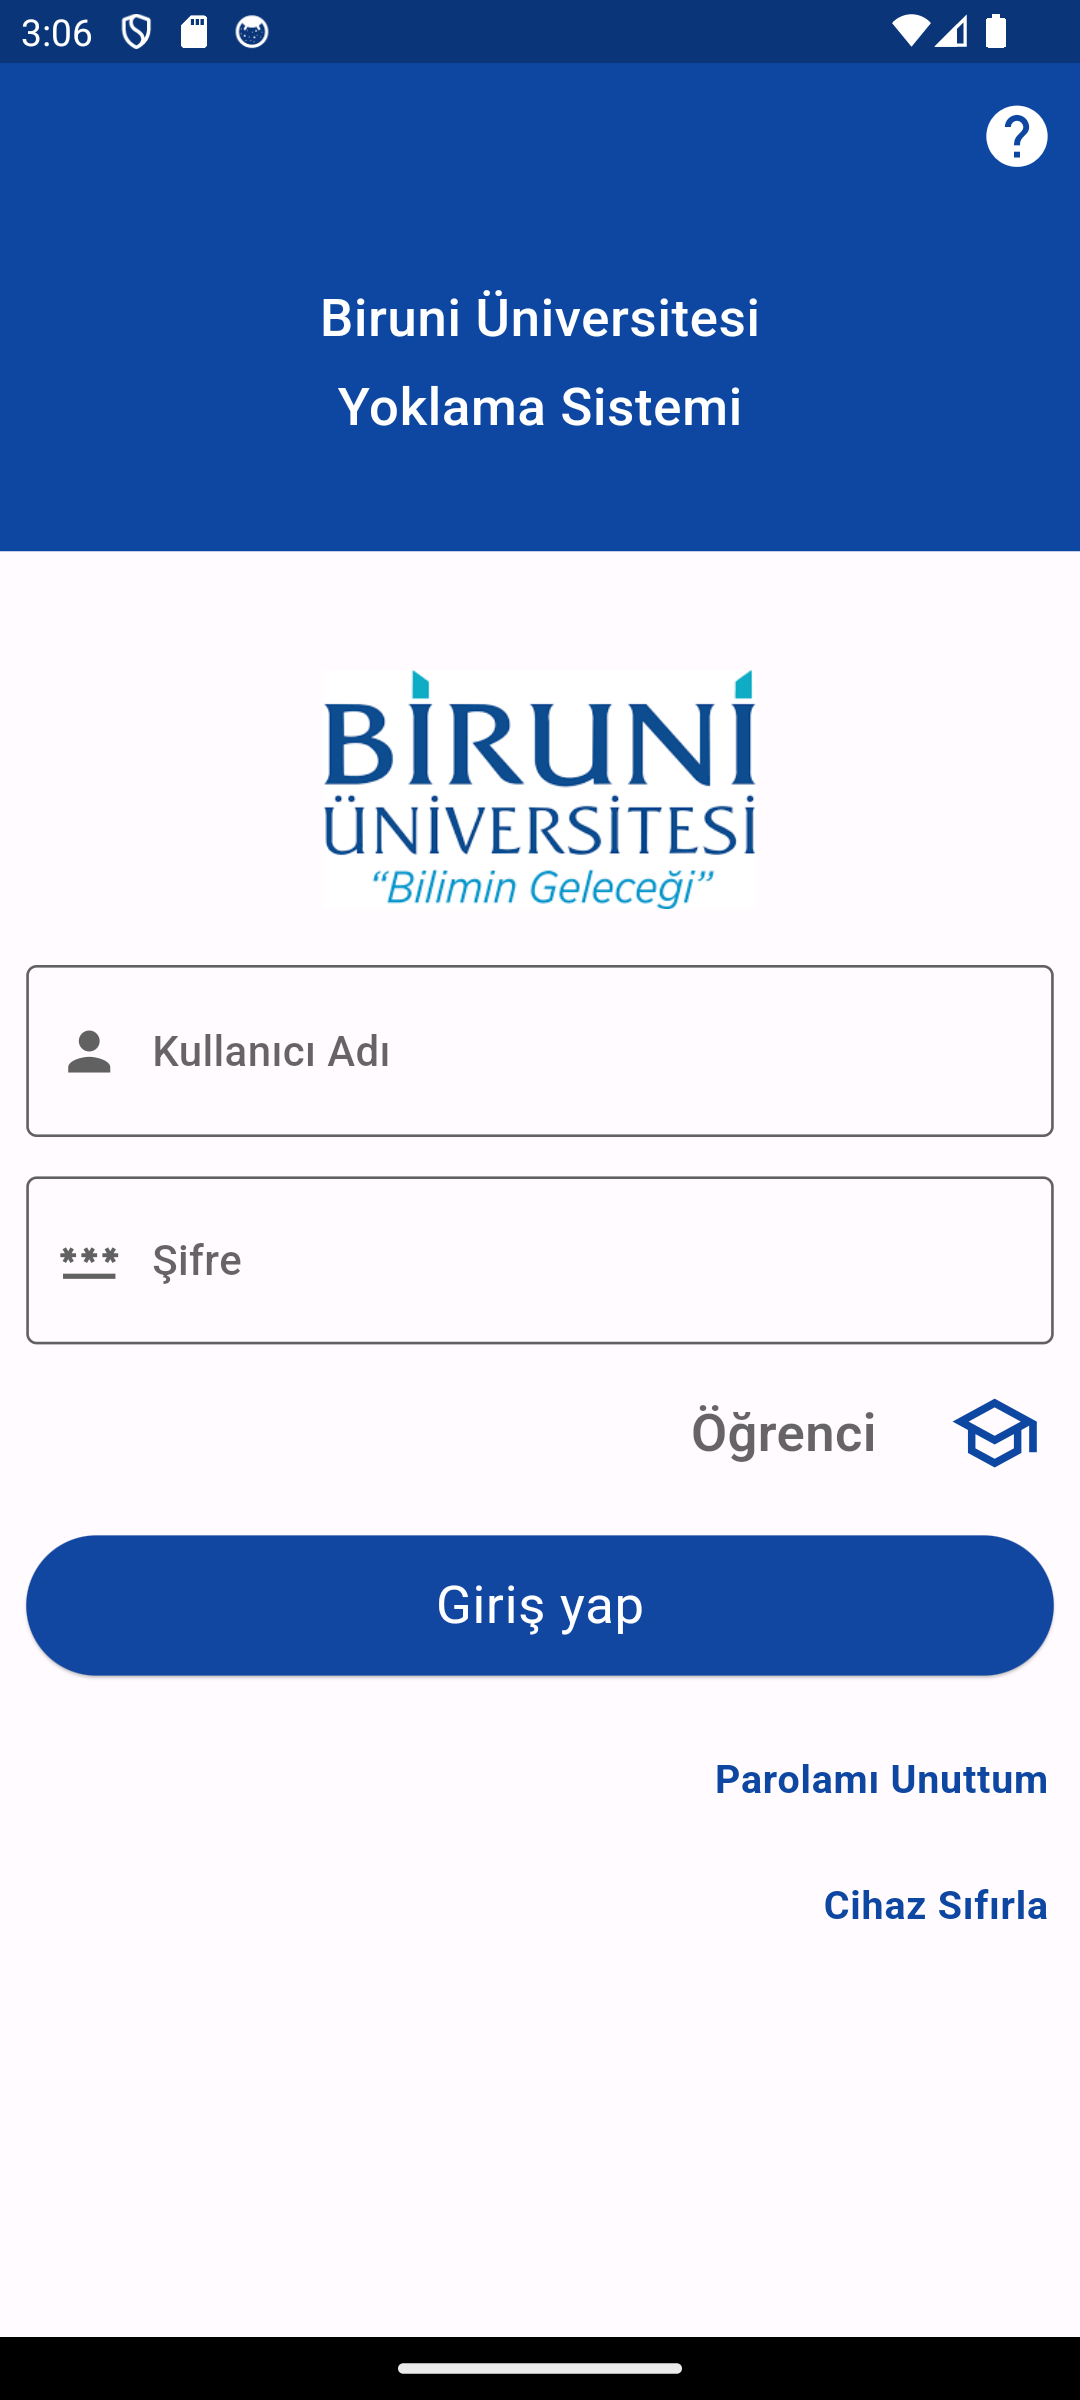 3:06
Biruni Üniversitesi
Yoklama Sistemi
BİRUNİ
ÜNİVERSİTESİ
“Bilimin Geleceği”
Kullanıcı Adı
Şifre
Öğrenci
Giriş yap
Parolamı Unuttum
Cihaz Sıfırla